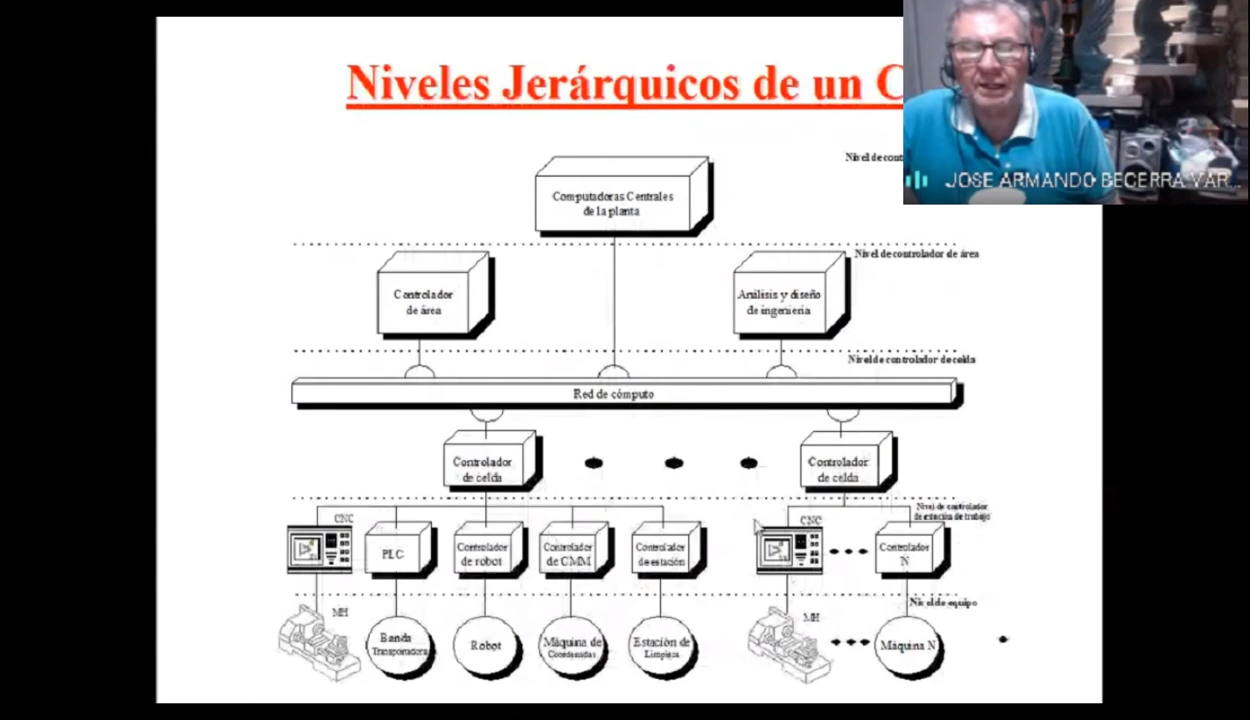 Niveles Jerárquicos de un C
JOSE ARMANDO BECERRA VAR...
Nivel de cont
Computadoras Centrales
de la planta
Nivel de controlador de área
Controlador
de área
Análisis y diseño
de ingeniería
Nivel de controlador de celda
Red de cómputo
Controlador
de celda
Controlador
de celda
Nivel de controlador
de estación de trabajo
CNC
PLC
Controlador
de robot
Controlador
de CMM
Controlador
de estación
CNC
Controlador
N
Nivel de equipo
MH
Banda
Transportadora
Robot
Máquina de
Coordenadas
Estación de
Limpieza
MH
Máquina N